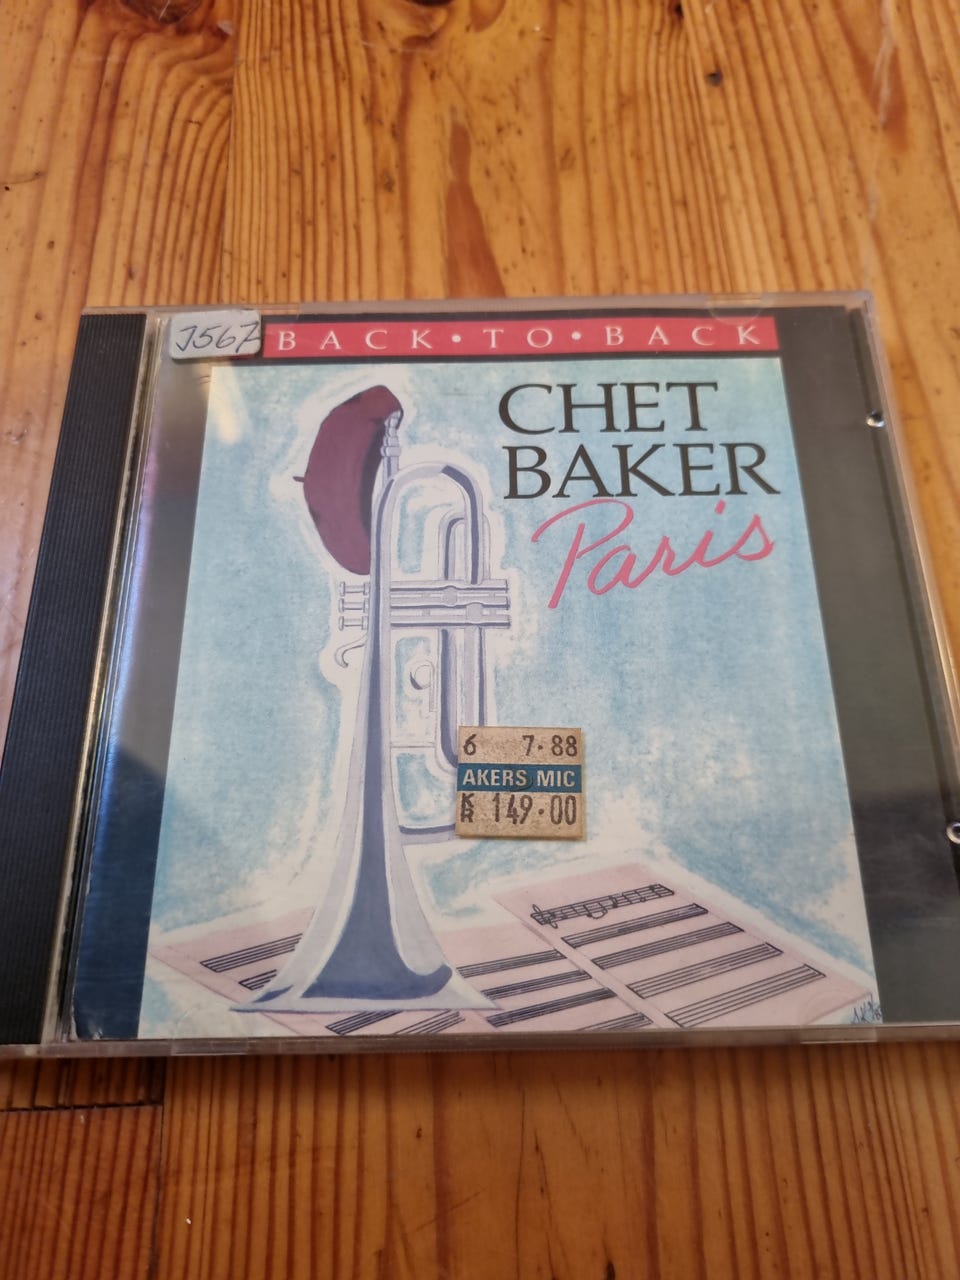 J567
BACK•TO•BACK
CHET
BAKER
Paris
6 7·88
AKERS MIC
KR 149·00